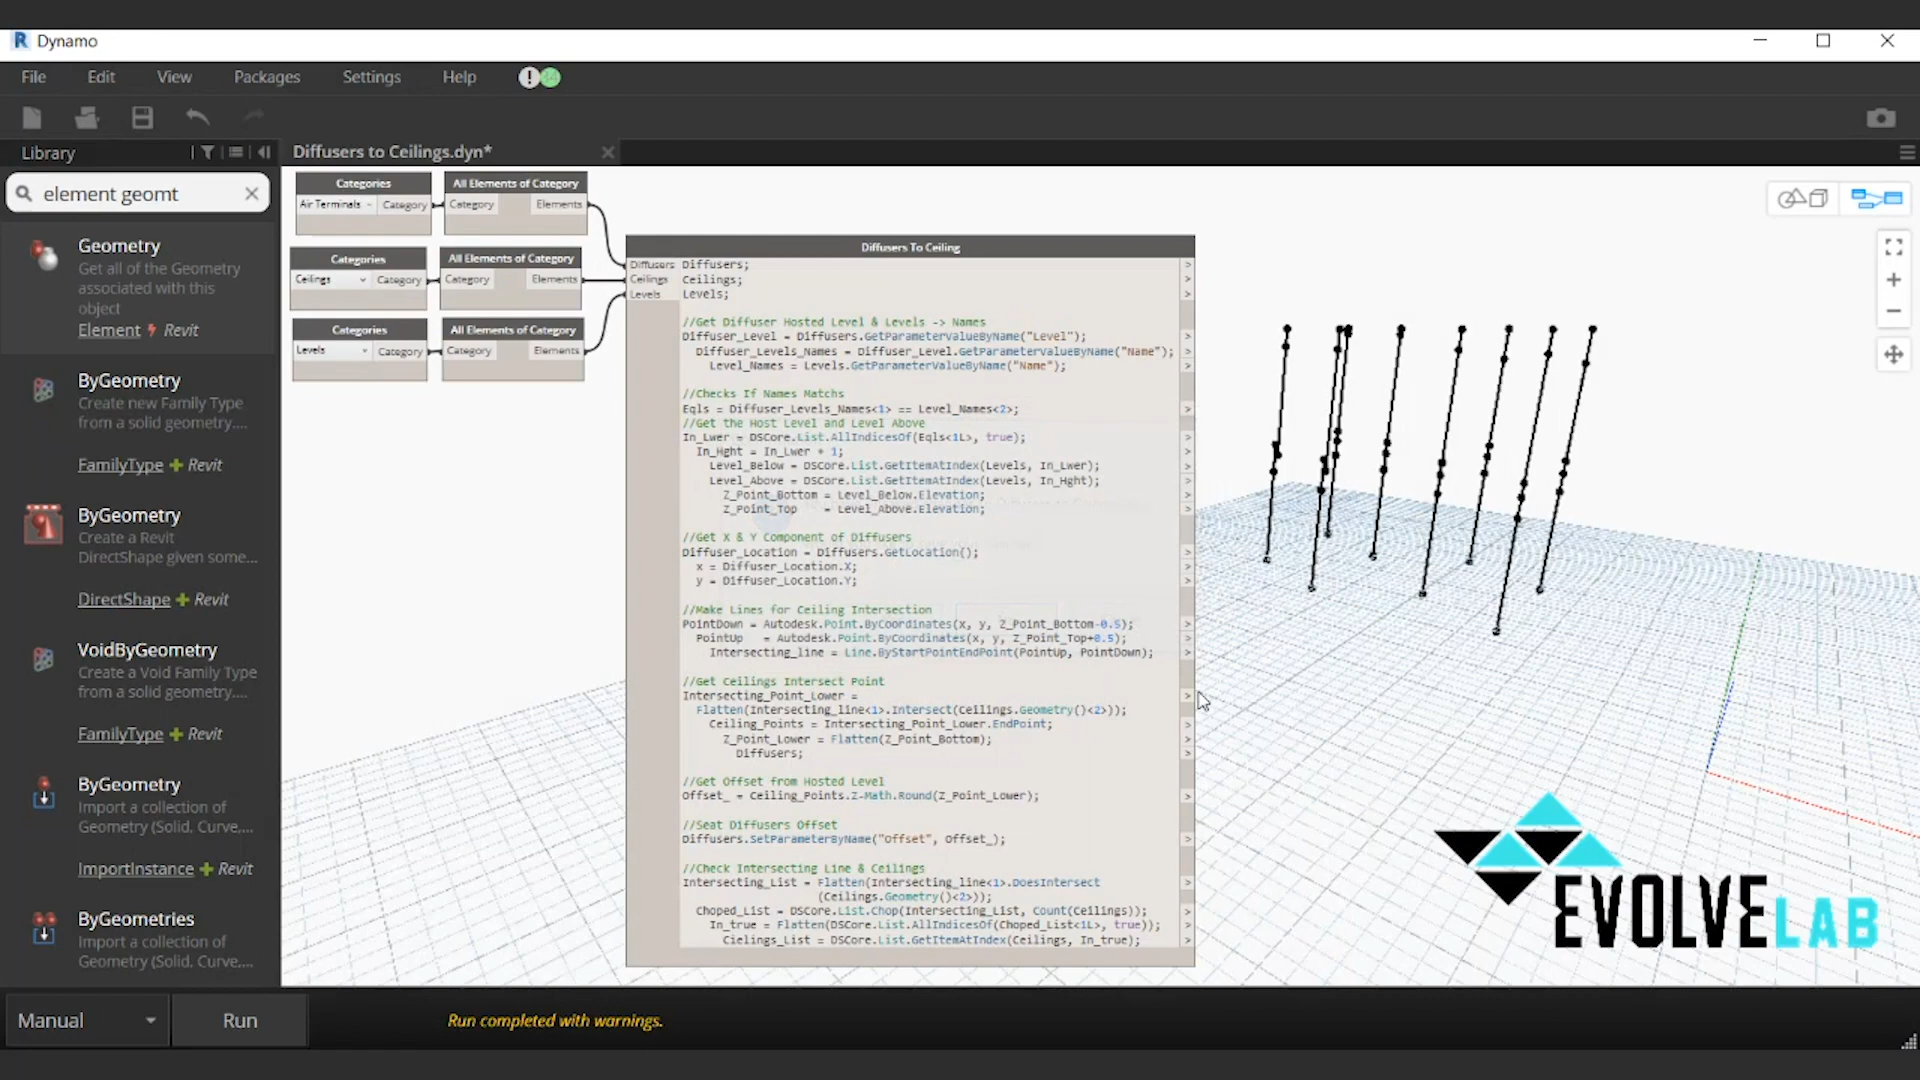 Dynamo
File Edit View Packages Settings Help
Library
Diffusers to Ceilings.dyn*
element geomt
Geometry
Get all of the Geometry
associated with this
object
Element Revit
ByGeometry
Create new Family Type
from a solid geometry....
FamilyType Revit
ByGeometry
Create a Revit
DirectShape given some...
DirectShape Revit
VoidByGeometry
Create a Void Family Type
from a solid geometry....
FamilyType Revit
ByGeometry
Import a collection of
Geometry (Solid, Curve,...
ImportInstance Revit
ByGeometries
Import a collection of
Geometry (Solid, Curve,...
Categories
Air Terminals Category
All Elements of Category
Category Elements
Categories
Ceilings Category
All Elements of Category
Category Elements
Categories
Levels Category
All Elements of Category
Category Elements
Diffusers To Ceiling
Diffusers Diffusers;
Ceilings Ceilings;
Levels Levels;
//Get Diffuser Hosted Level & Levels -> Names
Diffuser_Level = Diffusers.GetParameterValueByName("Level");
Diffuser_Levels_Names = Diffuser_Level.GetParameterValueByName("Name");
Level_Names = Levels.GetParameterValueByName("Name");
//Checks If Names Matchs
Eqls = Diffuser_Levels_Names<1> == Level_Names<2>;
//Get the Host Level and Level Above
In_Lwer = DSCore.List.AllIndicesOf(Eqls<1L>, true);
In_Hght = In_Lwer + 1;
Level_Below = DSCore.List.GetItemAtIndex(Levels, In_Lwer);
Level_Above = DSCore.List.GetItemAtIndex(Levels, In_Hght);
Z_Point_Bottom = Level_Below.Elevation;
Z_Point_Top = Level_Above.Elevation;
//Get X & Y Component of Diffusers
Diffuser_Location = Diffusers.GetLocation();
x = Diffuser_Location.X;
y = Diffuser_Location.Y;
//Make Lines for Ceiling Intersection
PointDown = Autodesk.Point.ByCoordinates(x, y, Z_Point_Bottom-0.5);
PointUp = Autodesk.Point.ByCoordinates(x, y, Z_Point_Top+0.5);
Intersecting_line = Line.ByStartPointEndPoint(PointUp, PointDown);
//Get Ceilings Intersect Point
Intersecting_Point_Lower =
Flatten(Intersecting_line<1>.Intersect(Ceilings.Geometry()<2>));
Ceiling_Points = Intersecting_Point_Lower.EndPoint;
Z_Point_Lower = Flatten(Z_Point_Bottom);
Diffusers;
//Get Offset from Hosted Level
Offset_ = Ceiling_Points.Z-Math.Round(Z_Point_Lower);
//Seat Diffusers Offset
Diffusers.SetParameterByName("Offset", Offset_);
//Check Intersecting Line & Ceilings
Intersecting_List = Flatten(Intersecting_line<1>.DoesIntersect
(Ceilings.Geometry()<2>));
Choped_List = DSCore.List.Chop(Intersecting_List, Count(Ceilings));
In_true = Flatten(DSCore.List.AllIndicesOf(Choped_List<1L>, true));
Cielings_List = DSCore.List.GetItemAtIndex(Ceilings, In_true);
EVOLVELAB
Manual Run Run completed with warnings.